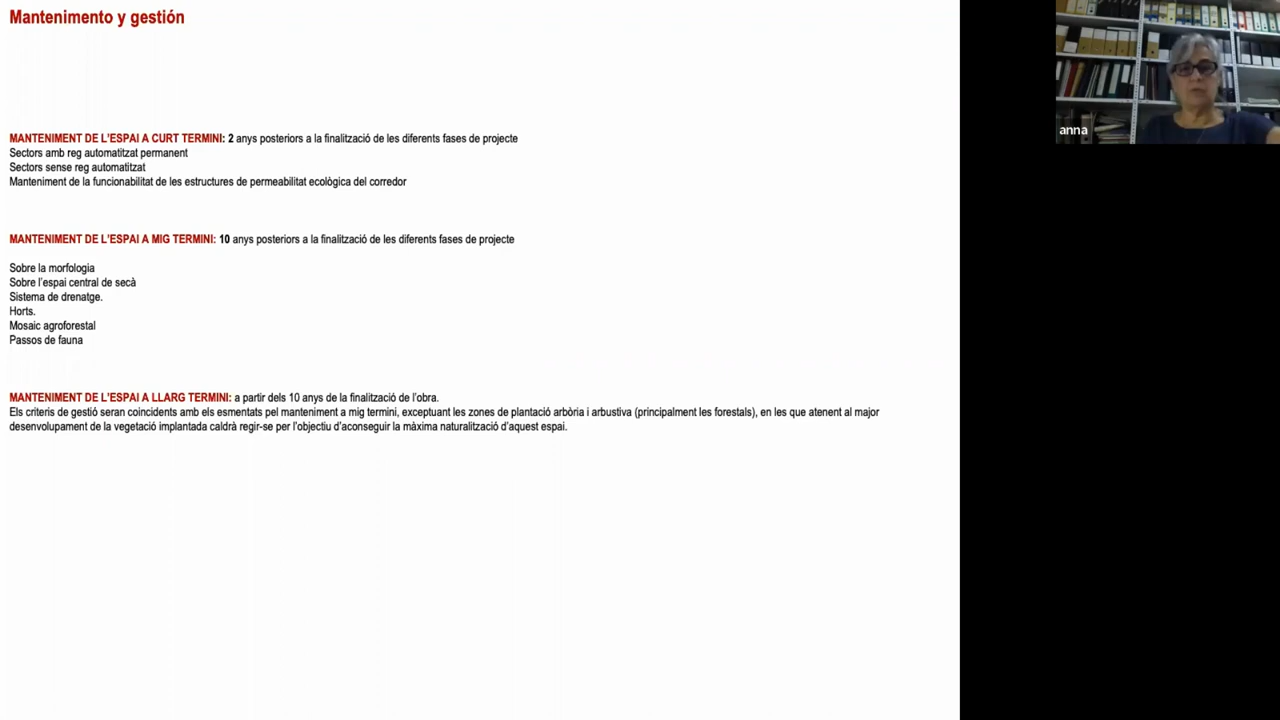 Mantenimento y gestión
MANTENIMENT DE L'ESPAI A CURT TERMINI: 2 anys posteriors a la finalització de les diferents fases de projecte
Sectors amb reg automatitzat permanent
Sectors sense reg automatitzat
Manteniment de la funcionabilitat de les estructures de permeabilitat ecològica del corredor
MANTENIMENT DE L'ESPAI A MIG TERMINI: 10 anys posteriors a la finalització de les diferents fases de projecte
Sobre la morfologia
Sobre l'espai central de secà
Sistema de drenatge.
Horts.
Mosaic agroforestal
Passos de fauna
MANTENIMENT DE L'ESPAI A LLARG TERMINI: a partir dels 10 anys de la finalització de l'obra.
Els criteris de gestió seran coincidents amb els esmentats pel manteniment a mig termini, exceptuant les zones de plantació arbòria i arbustiva (principalment les forestals), en les que atenent al major
desenvolupament de la vegetació implantada caldrà regir-se per l'objectiu d'aconseguir la màxima naturalització d'aquest espai.
anna